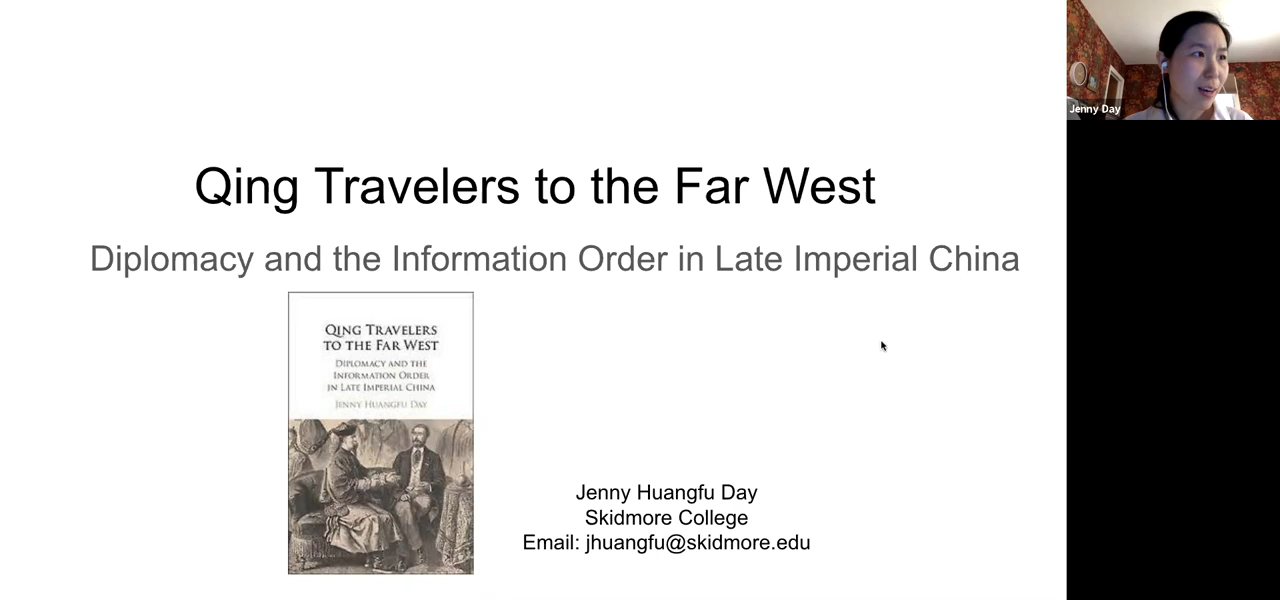 Qing Travelers to the Far West
Diplomacy and the Information Order in Late Imperial China
QING TRAVELERS
TO THE FAR WEST
DIPLOMACY AND THE
INFORMATION ORDER
IN LATE IMPERIAL CHINA
JENNY HUANGFU DAY
Jenny Huangfu Day
Skidmore College
Email: jhuangfu@skidmore.edu
Jenny Day